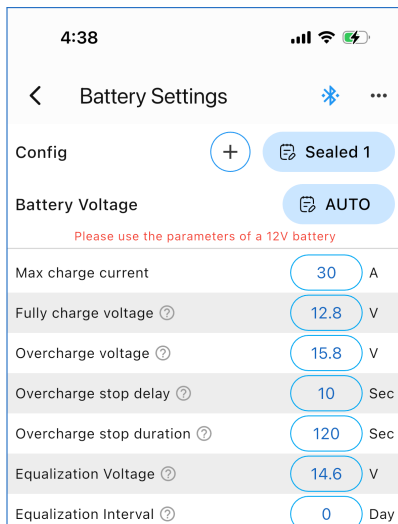 4:38
Battery Settings
Config + Sealed 1
Battery Voltage AUTO
Please use the parameters of a 12V battery
Max charge current 30 A
Fully charge voltage ? 12.8 V
Overcharge voltage ? 15.8 V
Overcharge stop delay ? 10 Sec
Overcharge stop duration ? 120 Sec
Equalization Voltage ? 14.6 V
Equalization Interval ? 0 Day